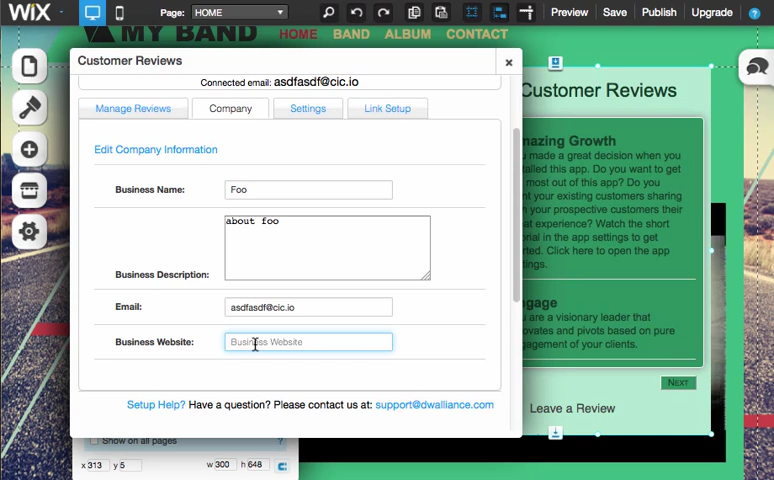 WiX
Page:
HOME
Preview
Save
Publish
Upgrade
?
MY BAND
HOME
BAND
ALBUM
CONTACT
Customer Reviews
Connected email: asdfasdf@cic.io
Manage Reviews
Company
Settings
Link Setup
Edit Company Information
Business Name:
Foo
about foo
Business Description:
Email:
asdfasdf@cic.io
Business Website:
Business Website
Setup Help? Have a question? Please contact us at: support@dwalliance.com
Show on all pages
?
x 313
y 5
w 300
h 648
Customer Reviews
mazing Growth
made a great decision when you
talled this app. Do you want to get
most out of this app? Do you
nt your existing customers sharing
n your prospective customers their
at experience? Watch the short
orial in the app settings to get
rted. Click here to open the app
ttings.
gage
are a visionary leader that
ovates and pivots based on pure
gagement of your clients.
NEXT
Leave a Review